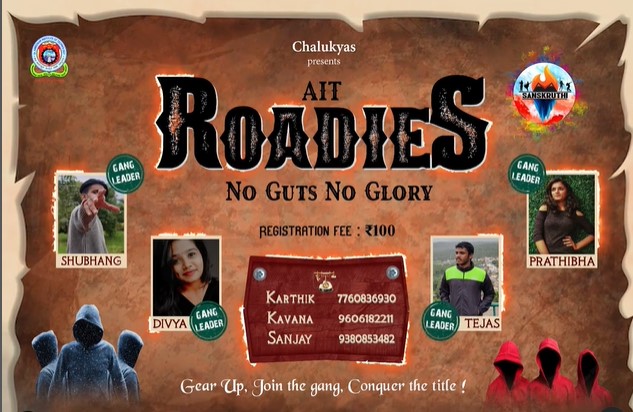 Chalukyas
presents
AIT
ROADIES
NO GUTS NO GLORY
SANSKRUTHI
REGISTRATION FEE : ₹100
GANG
LEADER
SHUBHANG
GANG
LEADER
PRATHIBHA
DIVYA
GANG
LEADER
GANG
LEADER
TEJAS
KARTHIK 7760836930
KAVANA 9606182211
SANJAY 9380853482
Gear Up, Join the gang, Conquer the title !